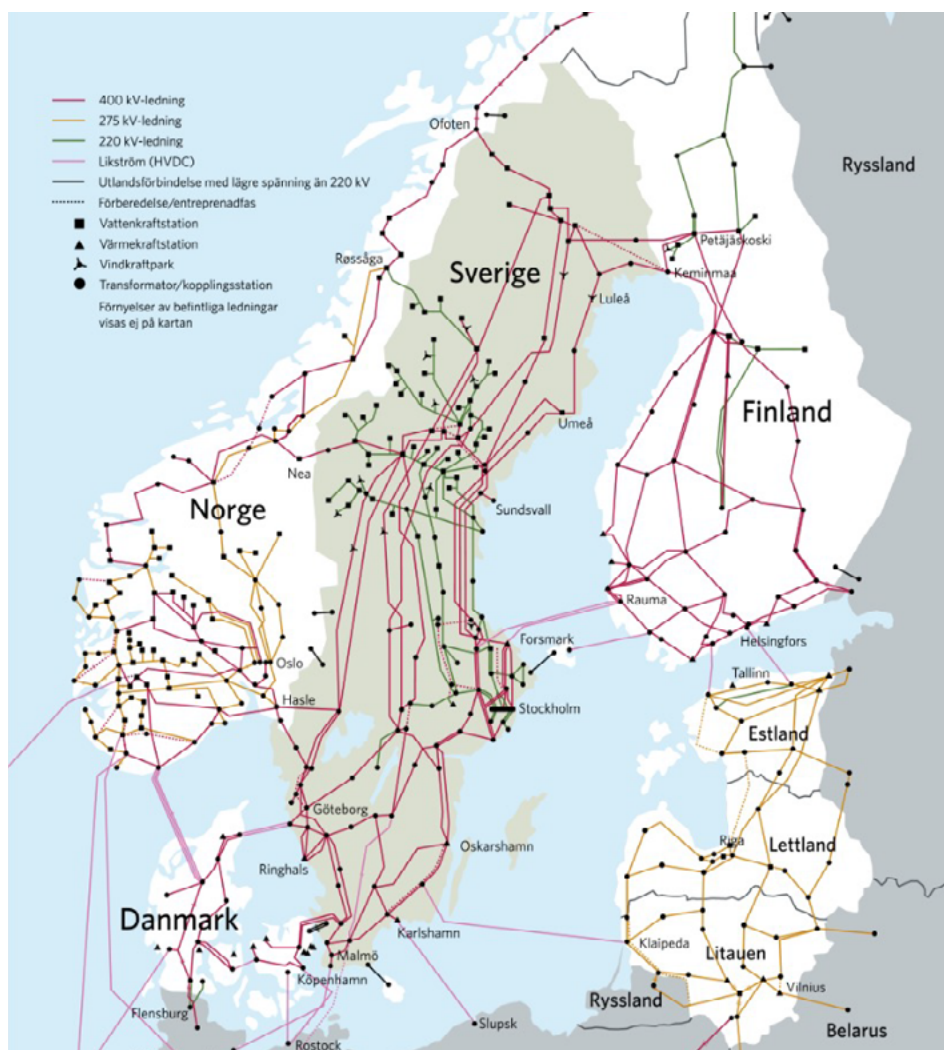 400 kV-ledning
275 kV-ledning
220 kV-ledning
Likström (HVDC)
Utlandsförbindelse med lägre spänning än 220 kV
Förberedelse/entreprenadfas
Vattenkraftstation
Värmekraftstation
Vindkraftpark
Transformator/kopplingsstation
Förnyelser av befintliga ledningar
visas ej på kartan
Ofoten
Ryssland
Petäjäskoski
Røssåga
Sverige
Keminmaa
Luleå
Finland
Umeå
Nea
Norge
Sundsvall
Rauma
Forsmark
Helsingfors
Oslo
Tallinn
Hasle
Stockholm
Estland
Göteborg
Riga
Oskarshamn
Lettland
Ringhals
Danmark
Karlshamn
Klaipeda
Litauen
Malmö
Köpenhamn
Ryssland
Vilnius
Flensburg
Slupsk
Belarus
Rostock